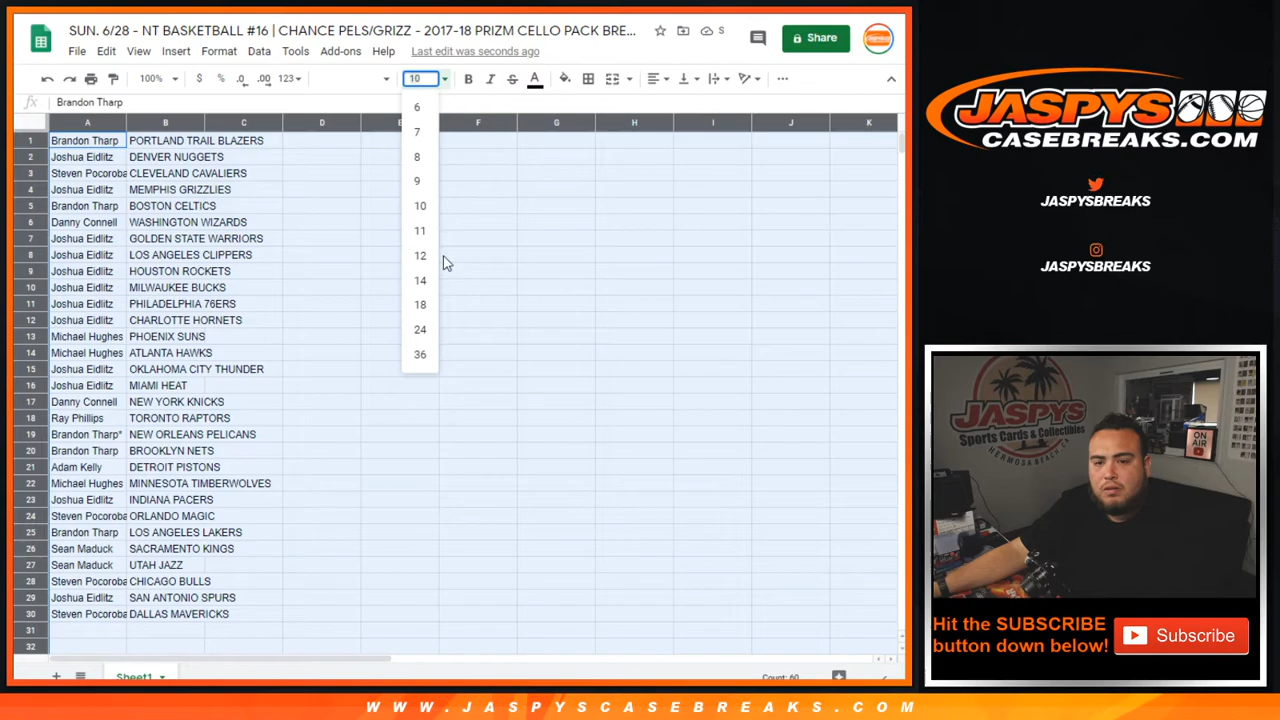 SUN. 6/28 - NT BASKETBALL #16 | CHANCE PELS/GRIZZ - 2017-18 PRIZM CELLO PACK BRE...
S
Share
File Edit View Insert Format Data Tools Add-ons Help Last edit was seconds ago
100% $ % .0 .00 123 10 B I S A
fx Brandon Tharp
A B C D E F G H I J K
1 Brandon Tharp PORTLAND TRAIL BLAZERS
2 Joshua Eidlitz DENVER NUGGETS
3 Steven Pocoroba CLEVELAND CAVALIERS
4 Joshua Eidlitz MEMPHIS GRIZZLIES
5 Brandon Tharp BOSTON CELTICS
6 Danny Connell WASHINGTON WIZARDS
7 Joshua Eidlitz GOLDEN STATE WARRIORS
8 Joshua Eidlitz LOS ANGELES CLIPPERS
9 Joshua Eidlitz HOUSTON ROCKETS
10 Joshua Eidlitz MILWAUKEE BUCKS
11 Joshua Eidlitz PHILADELPHIA 76ERS
12 Joshua Eidlitz CHARLOTTE HORNETS
13 Michael Hughes PHOENIX SUNS
14 Michael Hughes ATLANTA HAWKS
15 Joshua Eidlitz OKLAHOMA CITY THUNDER
16 Joshua Eidlitz MIAMI HEAT
17 Danny Connell NEW YORK KNICKS
18 Ray Phillips TORONTO RAPTORS
19 Brandon Tharp* NEW ORLEANS PELICANS
20 Brandon Tharp BROOKLYN NETS
21 Adam Kelly DETROIT PISTONS
22 Michael Hughes MINNESOTA TIMBERWOLVES
23 Joshua Eidlitz INDIANA PACERS
24 Steven Pocoroba ORLANDO MAGIC
25 Brandon Tharp LOS ANGELES LAKERS
26 Sean Maduck SACRAMENTO KINGS
27 Sean Maduck UTAH JAZZ
28 Steven Pocoroba CHICAGO BULLS
29 Joshua Eidlitz SAN ANTONIO SPURS
30 Steven Pocoroba DALLAS MAVERICKS
31
32
6
7
8
9
10
11
12
14
18
24
36
Sheet1
Count: 60
JASPYS
CASEBREAKS.COM
JASPYSBREAKS
JASPYSBREAKS
JASPYS
Sports Cards & Collectibles
HERMOSA BEACH, CA
ON AIR
Hit the SUBSCRIBE
button down below!
Subscribe
WWW.JASPYSCASEBREAKS.COM